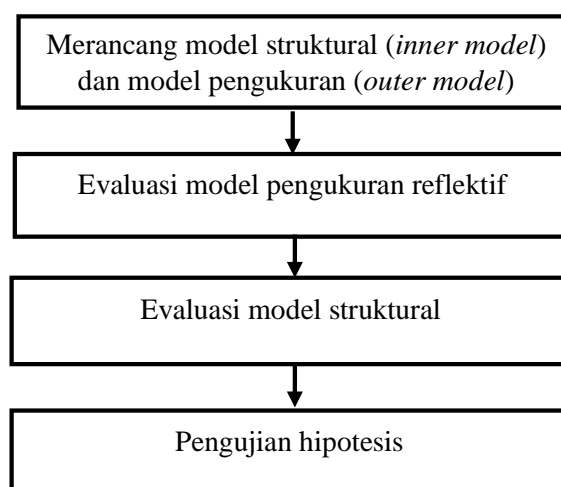 Merancang model struktural (inner model)
dan model pengukuran (outer model)
Evaluasi model pengukuran reflektif
Evaluasi model struktural
Pengujian hipotesis